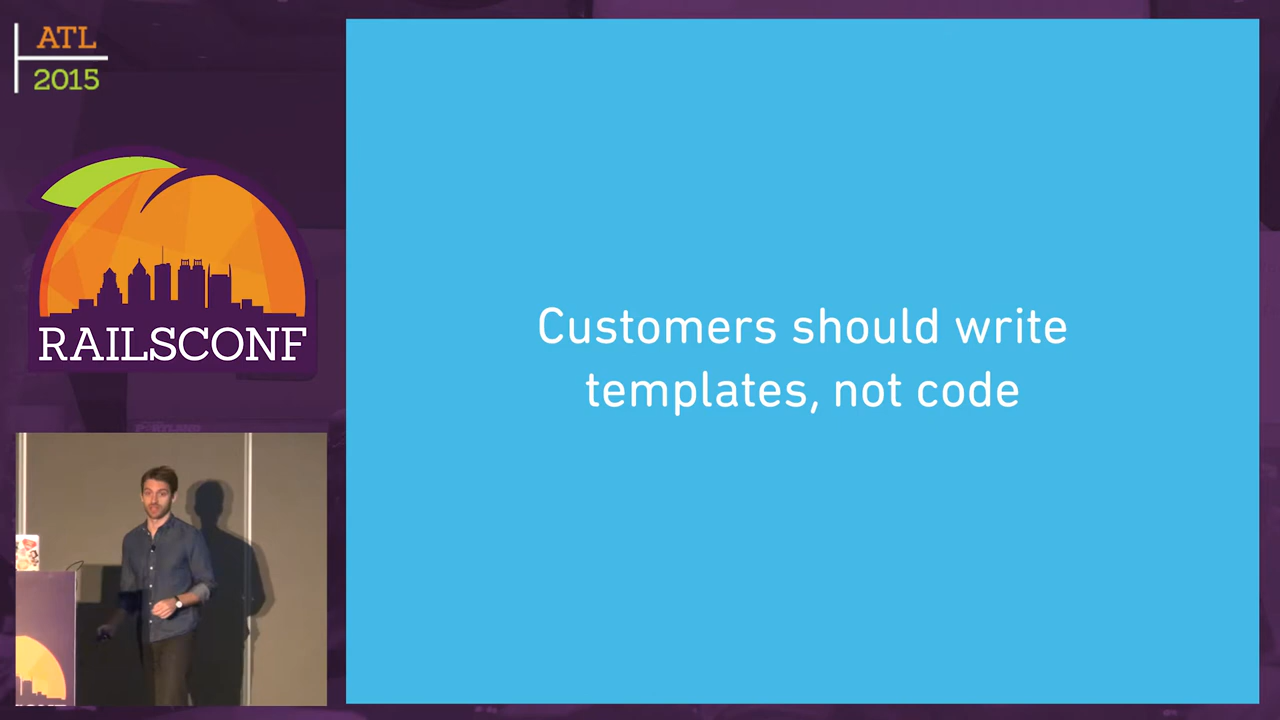 ATL
2015
RAILSCONF
Customers should write
templates, not code